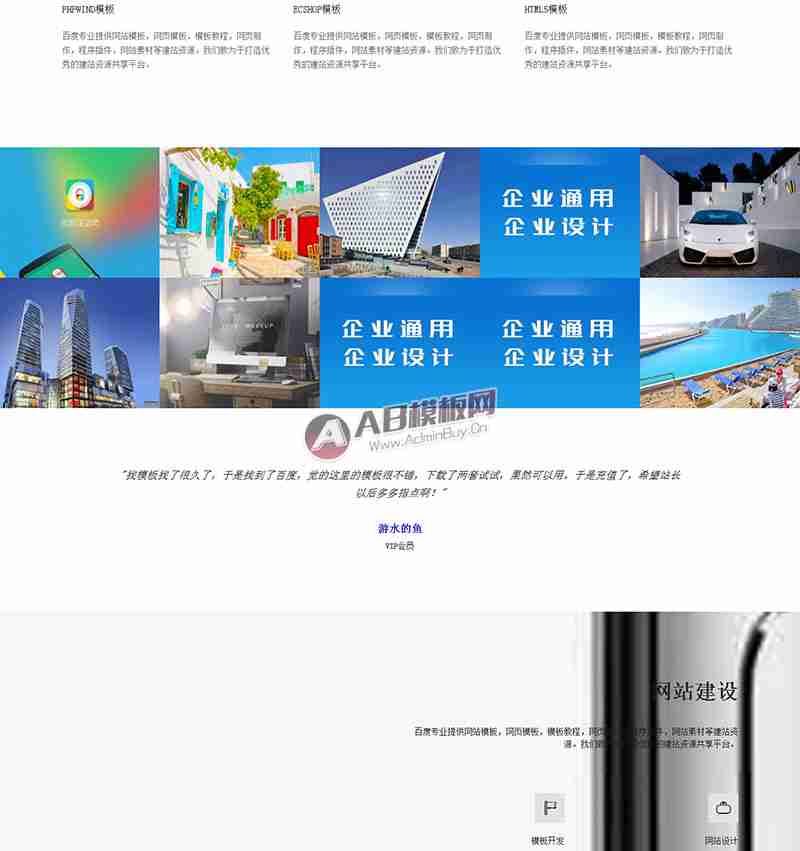 PHPWIND模板
百度专业提供网站模板，网页模板，模板教程，网页制
作，程序插件，网站素材等建站资源。我们致为于打造优
秀的建站资源共享平台。
ECSHOP模板
百度专业提供网站模板，网页模板，模板教程，网页制
作，程序插件，网站素材等建站资源。我们致为于打造优
秀的建站资源共享平台。
HTML5模板
百度专业提供网站模板，网页模板，模板教程，网页制
作，程序插件，网站素材等建站资源。我们致为于打造优
秀的建站资源共享平台。
企业通用
企业设计
企业通用
企业设计
企业通用
企业设计
AB模板网
Www.AdminBuy.Cn
"我模板找了很久了，于是找到了百度，觉的这里的模板很不错，下载了两套试试，果然可以用，于是充值了，希望站长
以后多多指点啊！"
游水的鱼
VIP会员
网站建设
百度专业提供网站模板，网页模板，模板教程，网页 件，网站素材等建站资
源。我们致 的建站资源共享平台。
模板开发
网站设计